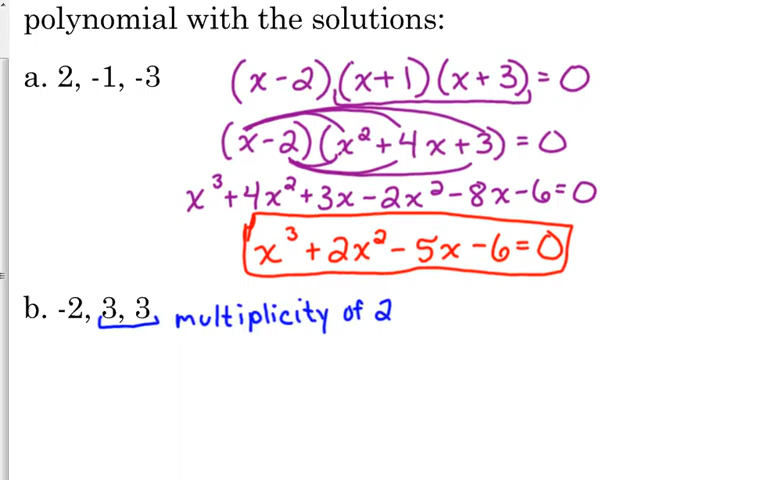 polynomial with the solutions:
a. 2, -1, -3 (x-2)(x+1)(x+3)=0
(x-2)(x²+4x+3)=0
x³+4x²+3x-2x²-8x-6=0
x³+2x²-5x-6=0
b. -2, 3, 3 multiplicity of 2